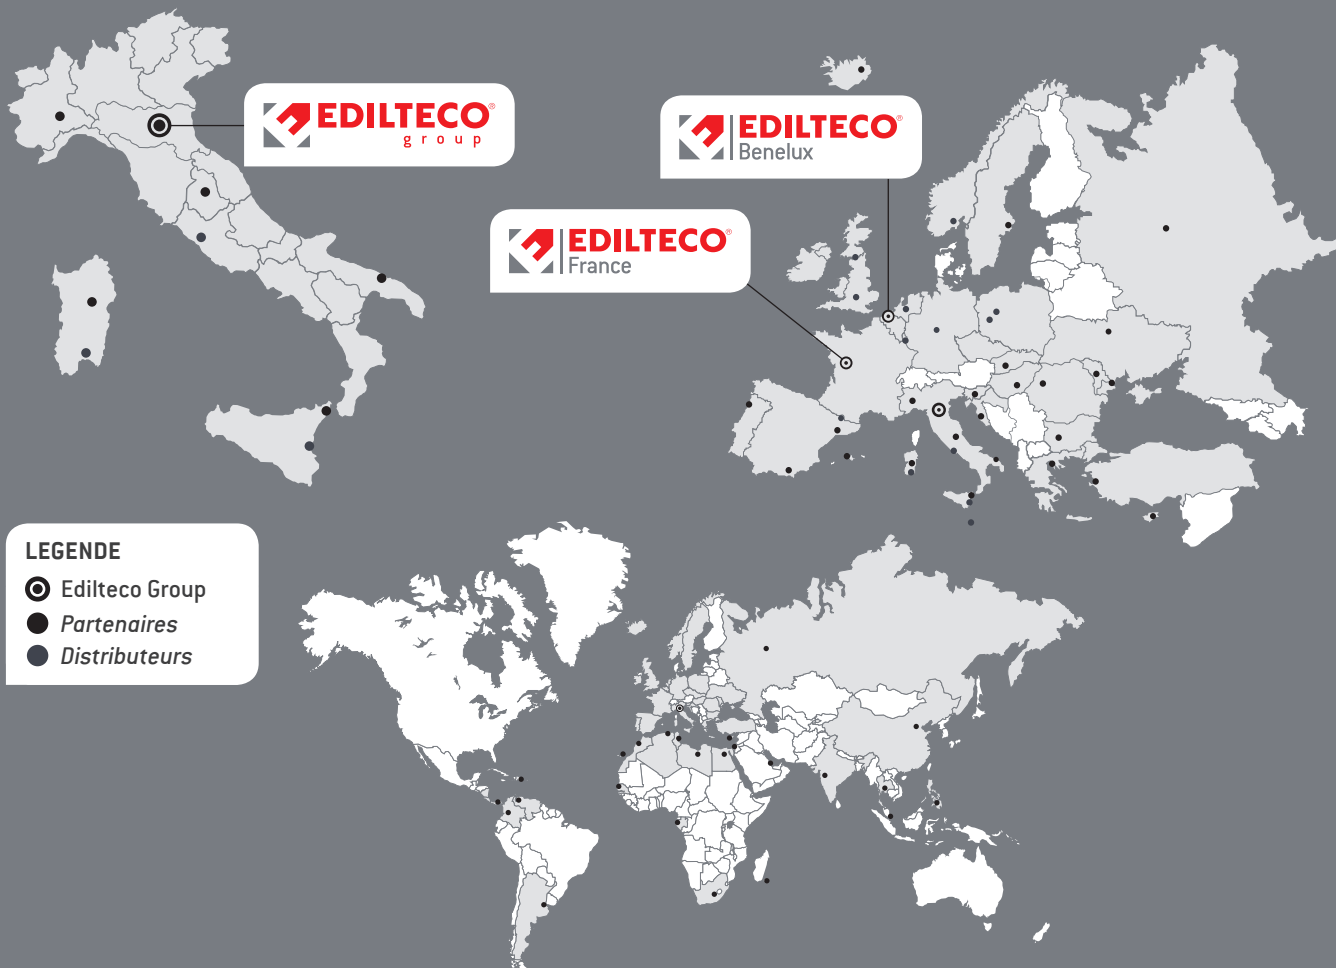 EDILTECO®
group
EDILTECO®
Benelux
EDILTECO®
France
LEGENDE
Edilteco Group
Partenaires
Distributeurs